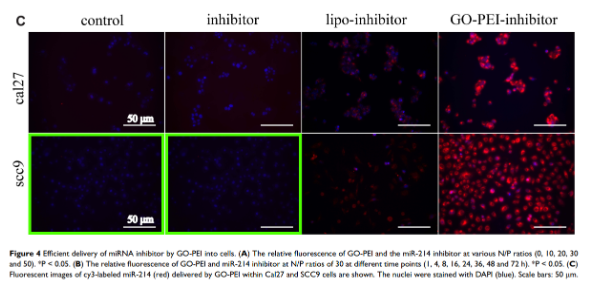 C
control inhibitor lipo-inhibitor GO-PEI-inhibitor
cal27
50 μm
scc9
50 μm
Figure 4 Efficient delivery of miRNA inhibitor by GO-PEI into cells. (A) The relative fluorescence of GO-PEI and the miR-214 inhibitor at various N/P ratios (0, 10, 20, 30
and 50). *P < 0.05. (B) The relative fluorescence of GO-PEI and miR-214 inhibitor at N/P ratios of 30 at different time points (1, 4, 8, 16, 24, 36, 48 and 72 h). *P < 0.05. (C)
Fluorescent images of cy3-labeled miR-214 (red) delivered by GO-PEI within Cal27 and SCC9 cells are shown. The nuclei were stained with DAPI (blue). Scale bars: 50 μm.